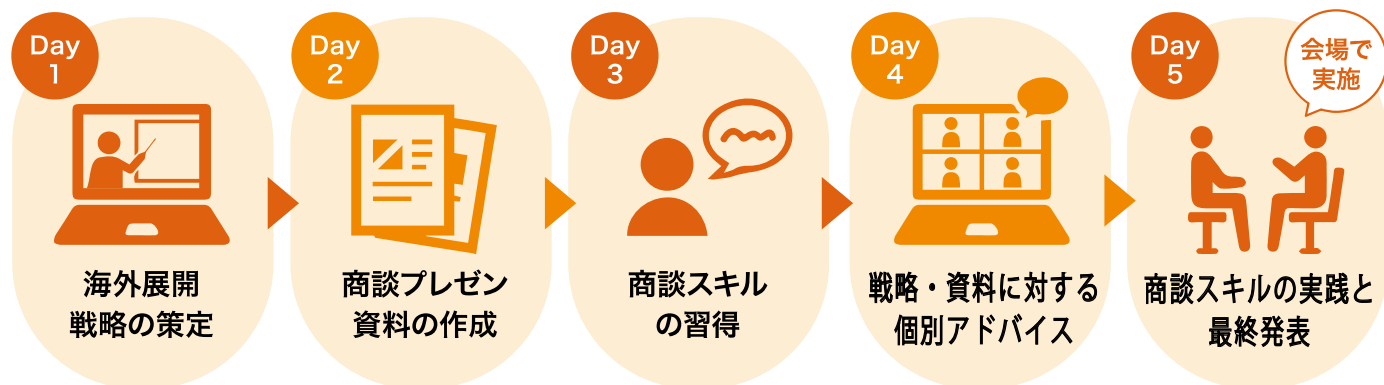 Day
1
海外展開
戦略の策定
Day
2
商談プレゼン
資料の作成
Day
3
商談スキル
の習得
Day
4
戦略・資料に対する
個別アドバイス
Day
5
会場で
実施
商談スキルの実践と
最終発表